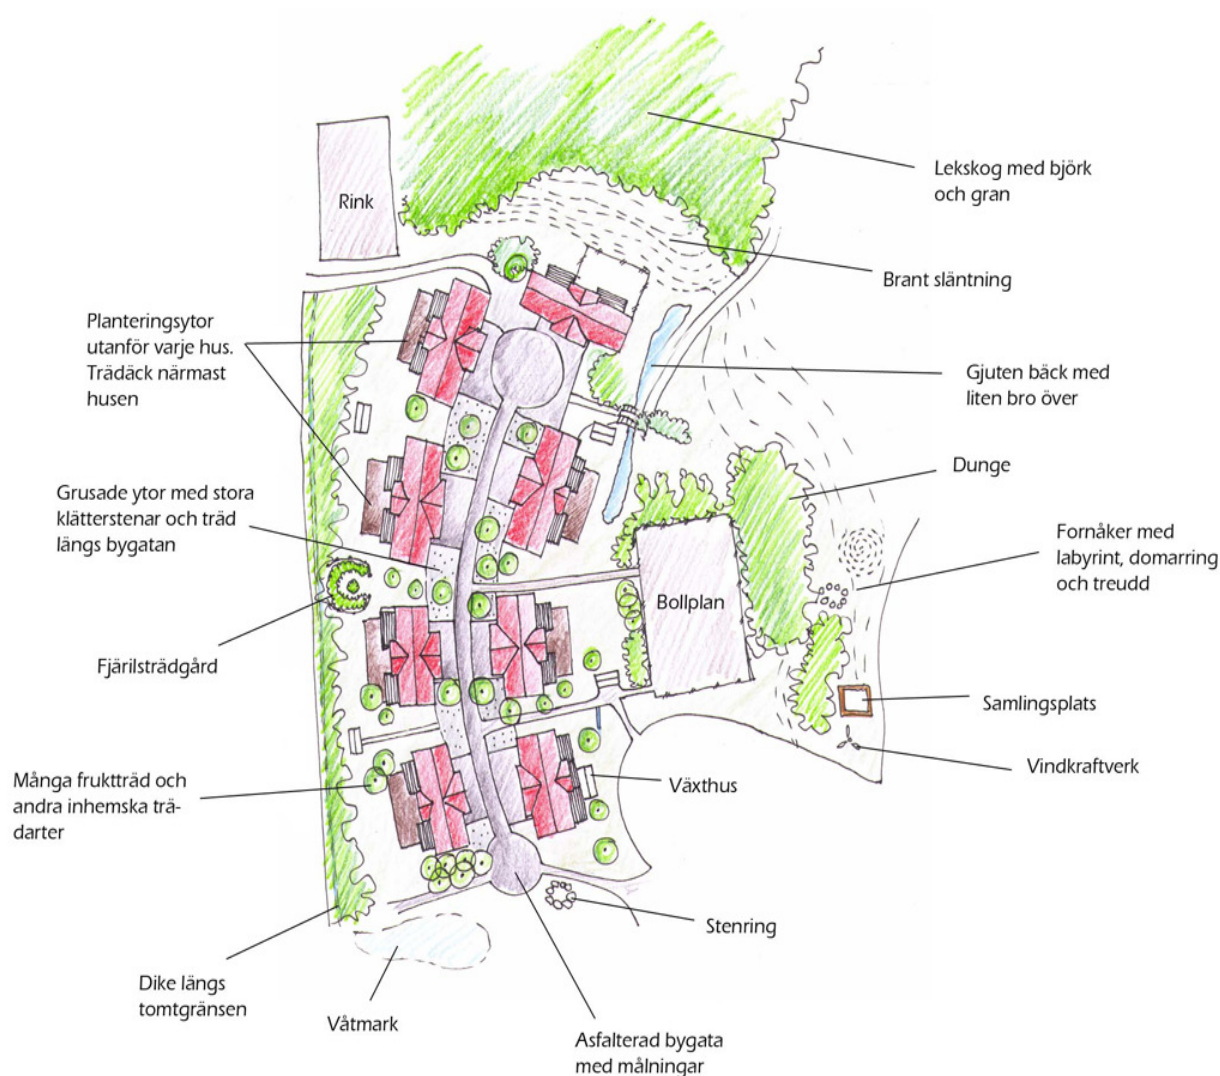 Lekskog med björk
och gran
Rink
Brant släntning
Planteringsytor
utanför varje hus.
Trädäck närmast
husen
Gjuten bäck med
liten bro över
Dunge
Grusade ytor med stora
klätterstenar och träd
längs bygatan
Fornåker med
labyrint, domarring
och treudd
Bollplan
Fjärilsträdgård
Samlingsplats
Vindkraftverk
Många fruktträd och
andra inhemska trä-
darter
Växthus
Stenring
Dike längs
tomtgränsen
Våtmark
Asfalterad bygata
med målningar